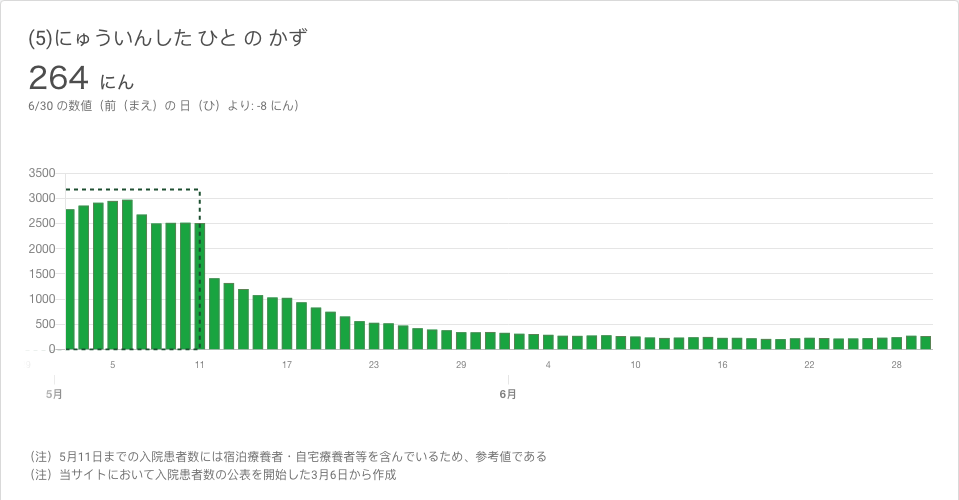 (5)にゅういんした ひと の かず
264 にん
6/30 の数値（前（まえ）の 日（ひ）より: -8 にん）
3500
3000
2500
2000
1500
1000
500
0
5 11 17 23 29 4 10 16 22 28
5月 6月
（注）5月11日までの入院患者数には宿泊療養者・自宅療養者等を含んでいるため、参考値である
（注）当サイトにおいて入院患者数の公表を開始した3月6日から作成